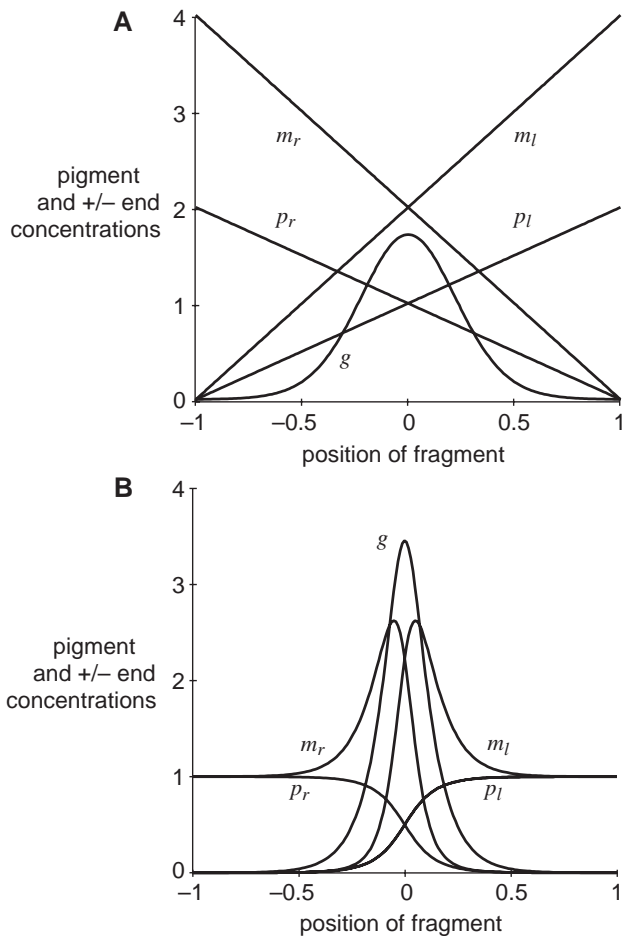 A
4
3
2
1
0
m_r
m_l
p_r
p_l
g
pigment
and +/– end
concentrations
–1
–0.5
0
0.5
1
position of fragment
B
4
3
2
1
0
g
m_r
m_l
p_r
p_l
pigment
and +/– end
concentrations
–1
–0.5
0
0.5
1
position of fragment